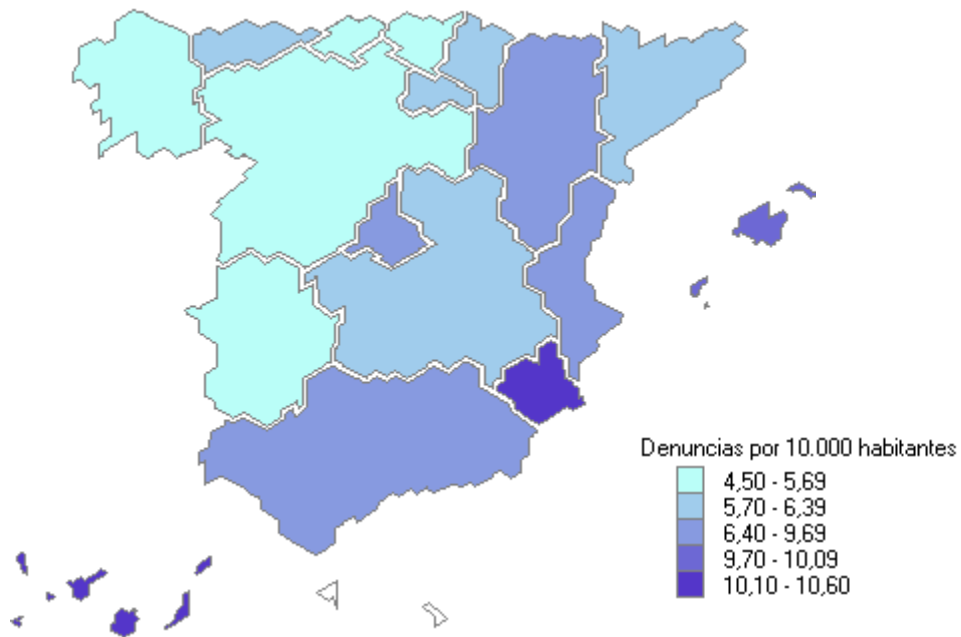 Denuncias por 10.000 habitantes
4,50 - 5,69
5,70 - 6,39
6,40 - 9,69
9,70 - 10,09
10,10 - 10,60